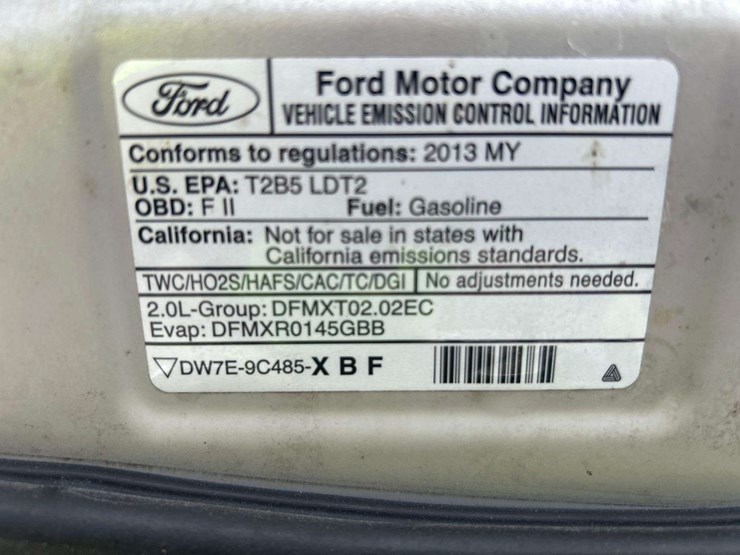 Ford
Ford Motor Company
VEHICLE EMISSION CONTROL INFORMATION
Conforms to regulations: 2013 MY
U.S. EPA: T2B5 LDT2
OBD: F II Fuel: Gasoline
California: Not for sale in states with
California emissions standards.
TWC/HO2S/HAFS/CAC/TC/DGI No adjustments needed.
2.0L-Group: DFMXT02.02EC
Evap: DFMXR0145GBB
DW7E-9C485-X B F